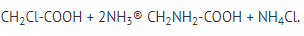 CH₂Cl-COOH + 2NH₃® CH₂NH₂-COOH + NH₄Cl.